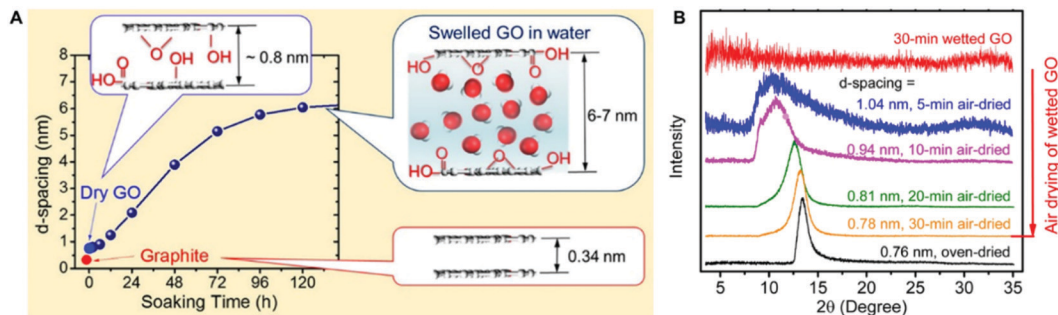 A
d-spacing (nm)
8
7
6
5
4
3
2
1
0
0 24 48 72 96 120
Soaking Time (h)
Dry GO
Graphite
O
OH
OH
O
HO
~ 0.8 nm
Swelled GO in water
HO
O
O
OH
6-7 nm
O
HO
O
OH
0.34 nm
B
Intensity
30-min wetted GO
d-spacing =
1.04 nm, 5-min air-dried
0.94 nm, 10-min air-dried
0.81 nm, 20-min air-dried
0.78 nm, 30-min air-dried
0.76 nm, oven-dried
5 10 15 20 25 30 35
2θ (Degree)
Air drying of wetted GO